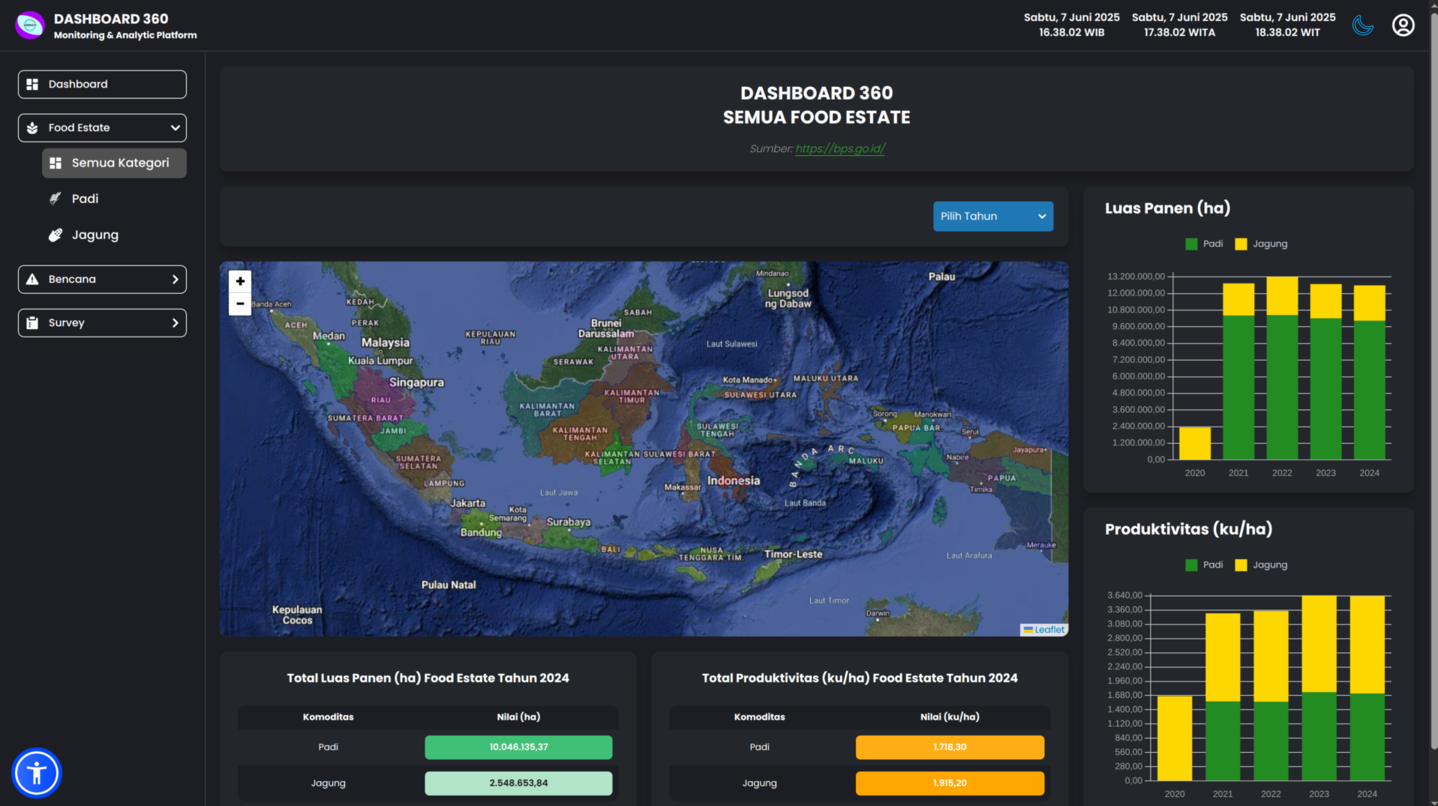 DASHBOARD 360
Monitoring & Analytic Platform
Sabtu, 7 Juni 2025
16.38.02 WIB
Sabtu, 7 Juni 2025
17.38.02 WITA
Sabtu, 7 Juni 2025
18.38.02 WIT
Dashboard
Food Estate
Semua Kategori
Padi
Jagung
Bencana
Survey
DASHBOARD 360
SEMUA FOOD ESTATE
Sumber: https://bps.go.id/
Pilih Tahun
+
−
Mindanao
Palau
Lungsod
ng Dabaw
Banda Aceh
KEDAH
SABAH
ACEH
PERAK
Brunei
Darussalam
Medan
Malaysia
KEPULAUAN
RIAU
Laut Sulawesi
KALIMANTAN
UTARA
Kuala Lumpur
SERAWAK
Singapura
Kota Manado
MALUKU UTARA
RIAU
KALIMANTAN
TIMUR
SULAWESI UTARA
KALIMANTAN
BARAT
Sorong
Manokwari
SUMATERA BARAT
JAMBI
KALIMANTAN
TENGAH
SULAWESI
TENGAH
PAPUA BAR.
Serui
SUMATERA
SELATAN
KALIMANTAN
SELATAN
SULAWESI BARAT
BANDA ARC
MALUKU
Nabire
Jayapura
LAMPUNG
Makassar
Indonesia
PAPUA
Timika
Laut Jawa
Jakarta
Kota
Semarang
Surabaya
Laut Banda
Bandung
BALI
NUSA
TENGGARA TIM.
Timor-Leste
Merauke
Laut Arafura
Pulau Natal
Laut Timor
Kepulauan
Cocos
Darwin
Leaflet
Luas Panen (ha)
Padi
Jagung
13.200.000,00
12.000.000,00
10.800.000,00
9.600.000,00
8.400.000,00
7.200.000,00
6.000.000,00
4.800.000,00
3.600.000,00
2.400.000,00
1.200.000,00
0,00
2020 2021 2022 2023 2024
Produktivitas (ku/ha)
Padi
Jagung
3.640,00
3.360,00
3.080,00
2.800,00
2.520,00
2.240,00
1.960,00
1.680,00
1.400,00
1.120,00
840,00
560,00
280,00
0,00
2020 2021 2022 2023 2024
Total Luas Panen (ha) Food Estate Tahun 2024
Komoditas Nilai (ha)
Padi 10.046.135,37
Jagung 2.548.653,84
Total Produktivitas (ku/ha) Food Estate Tahun 2024
Komoditas Nilai (ku/ha)
Padi 1.718,30
Jagung 1.915,20